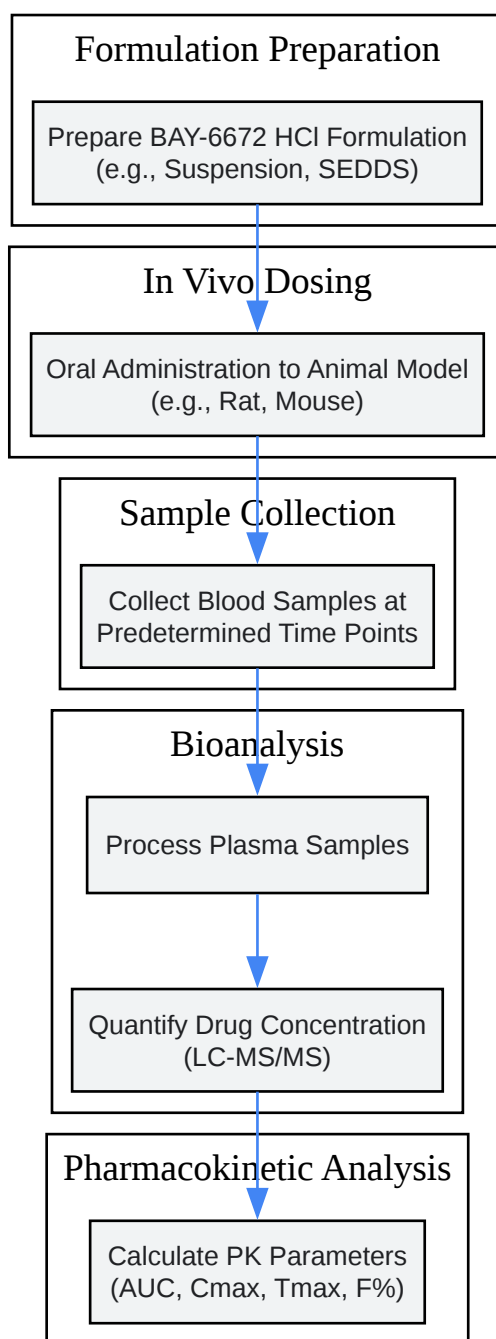 Formulation Preparation
Prepare BAY-6672 HCl Formulation
(e.g., Suspension, SEDDS)
In Vivo Dosing
Oral Administration to Animal Model
(e.g., Rat, Mouse)
Sample Collection
Collect Blood Samples at
Predetermined Time Points
Bioanalysis
Process Plasma Samples
Quantify Drug Concentration
(LC-MS/MS)
Pharmacokinetic Analysis
Calculate PK Parameters
(AUC, Cmax, Tmax, F%)